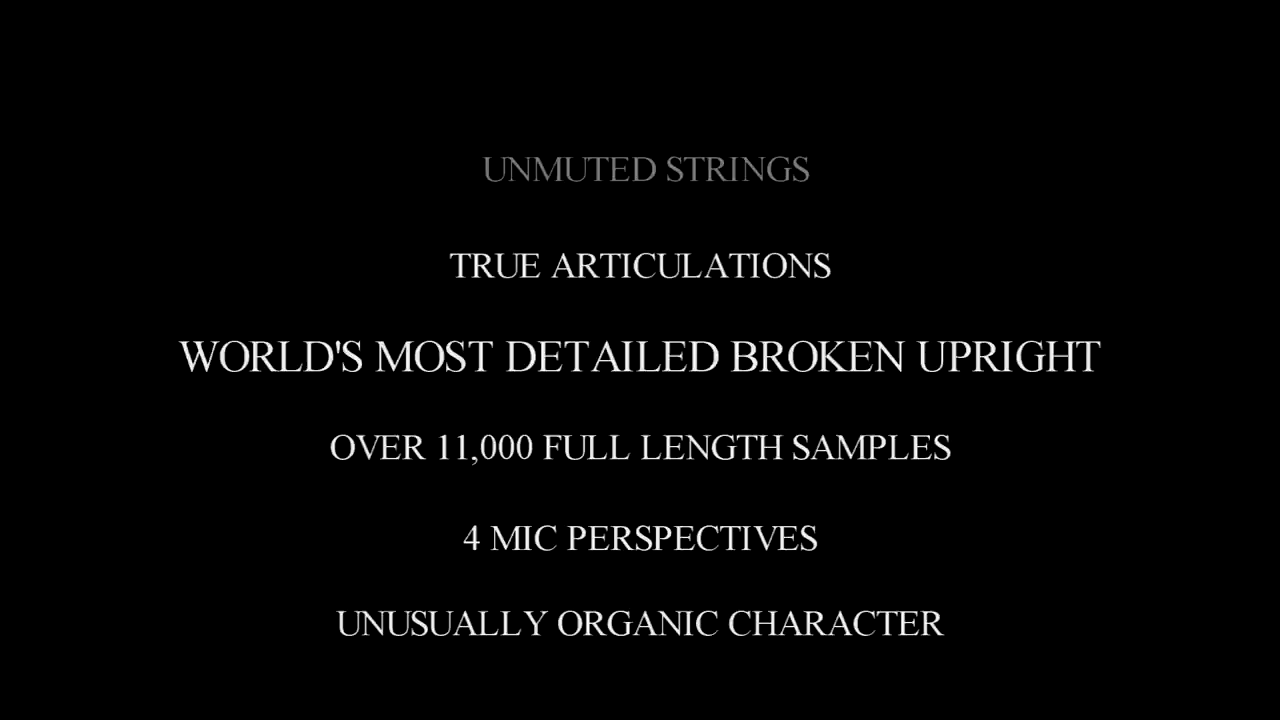 UNMUTED STRINGS
TRUE ARTICULATIONS
WORLD'S MOST DETAILED BROKEN UPRIGHT
OVER 11,000 FULL LENGTH SAMPLES
4 MIC PERSPECTIVES
UNUSUALLY ORGANIC CHARACTER